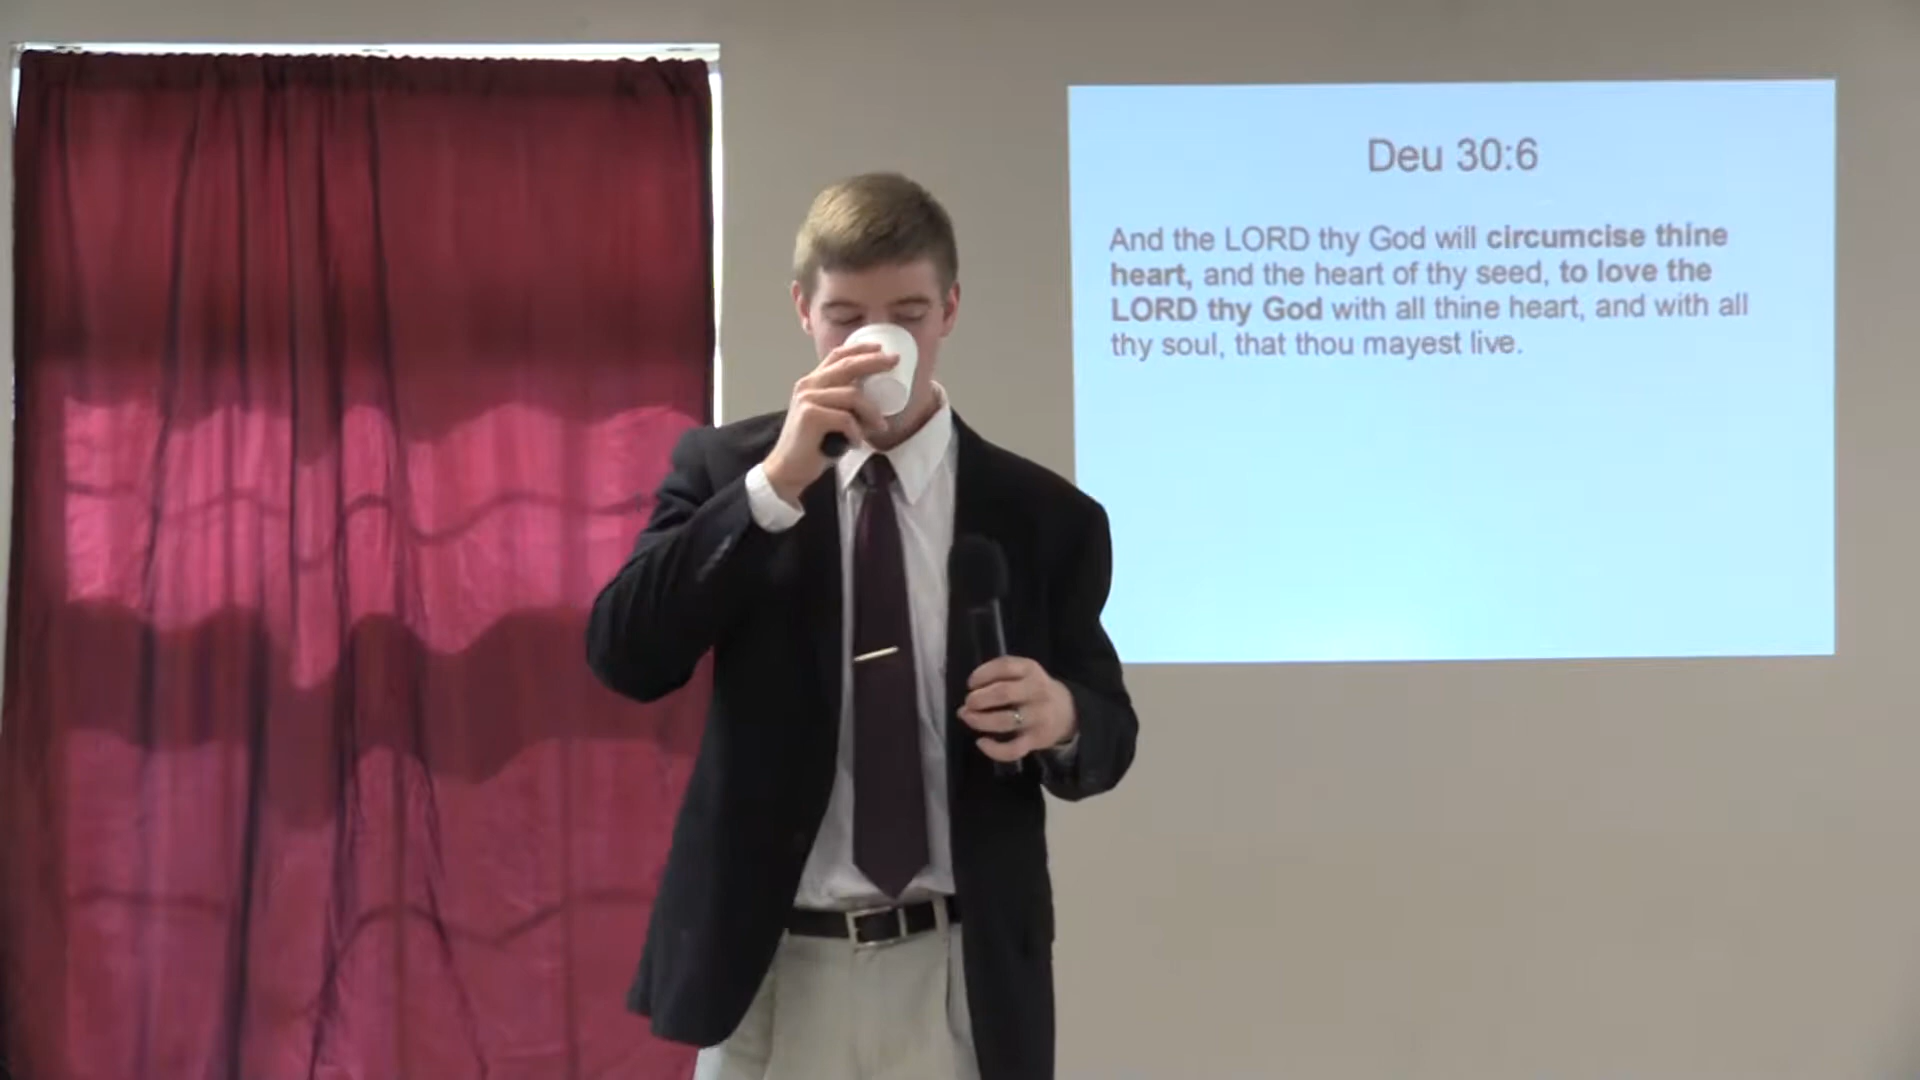 Deu 30:6
And the LORD thy God will circumcise thine
heart, and the heart of thy seed, to love the
LORD thy God with all thine heart, and with all
thy soul, that thou mayest live.